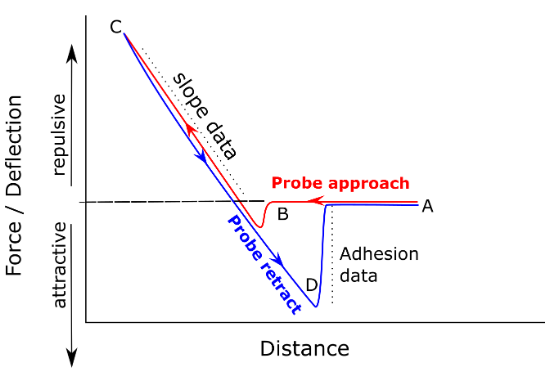 C
slope data
Probe approach
B
A
Force / Deflection
repulsive
attractive
Probe retract
D
Adhesion
data
Distance